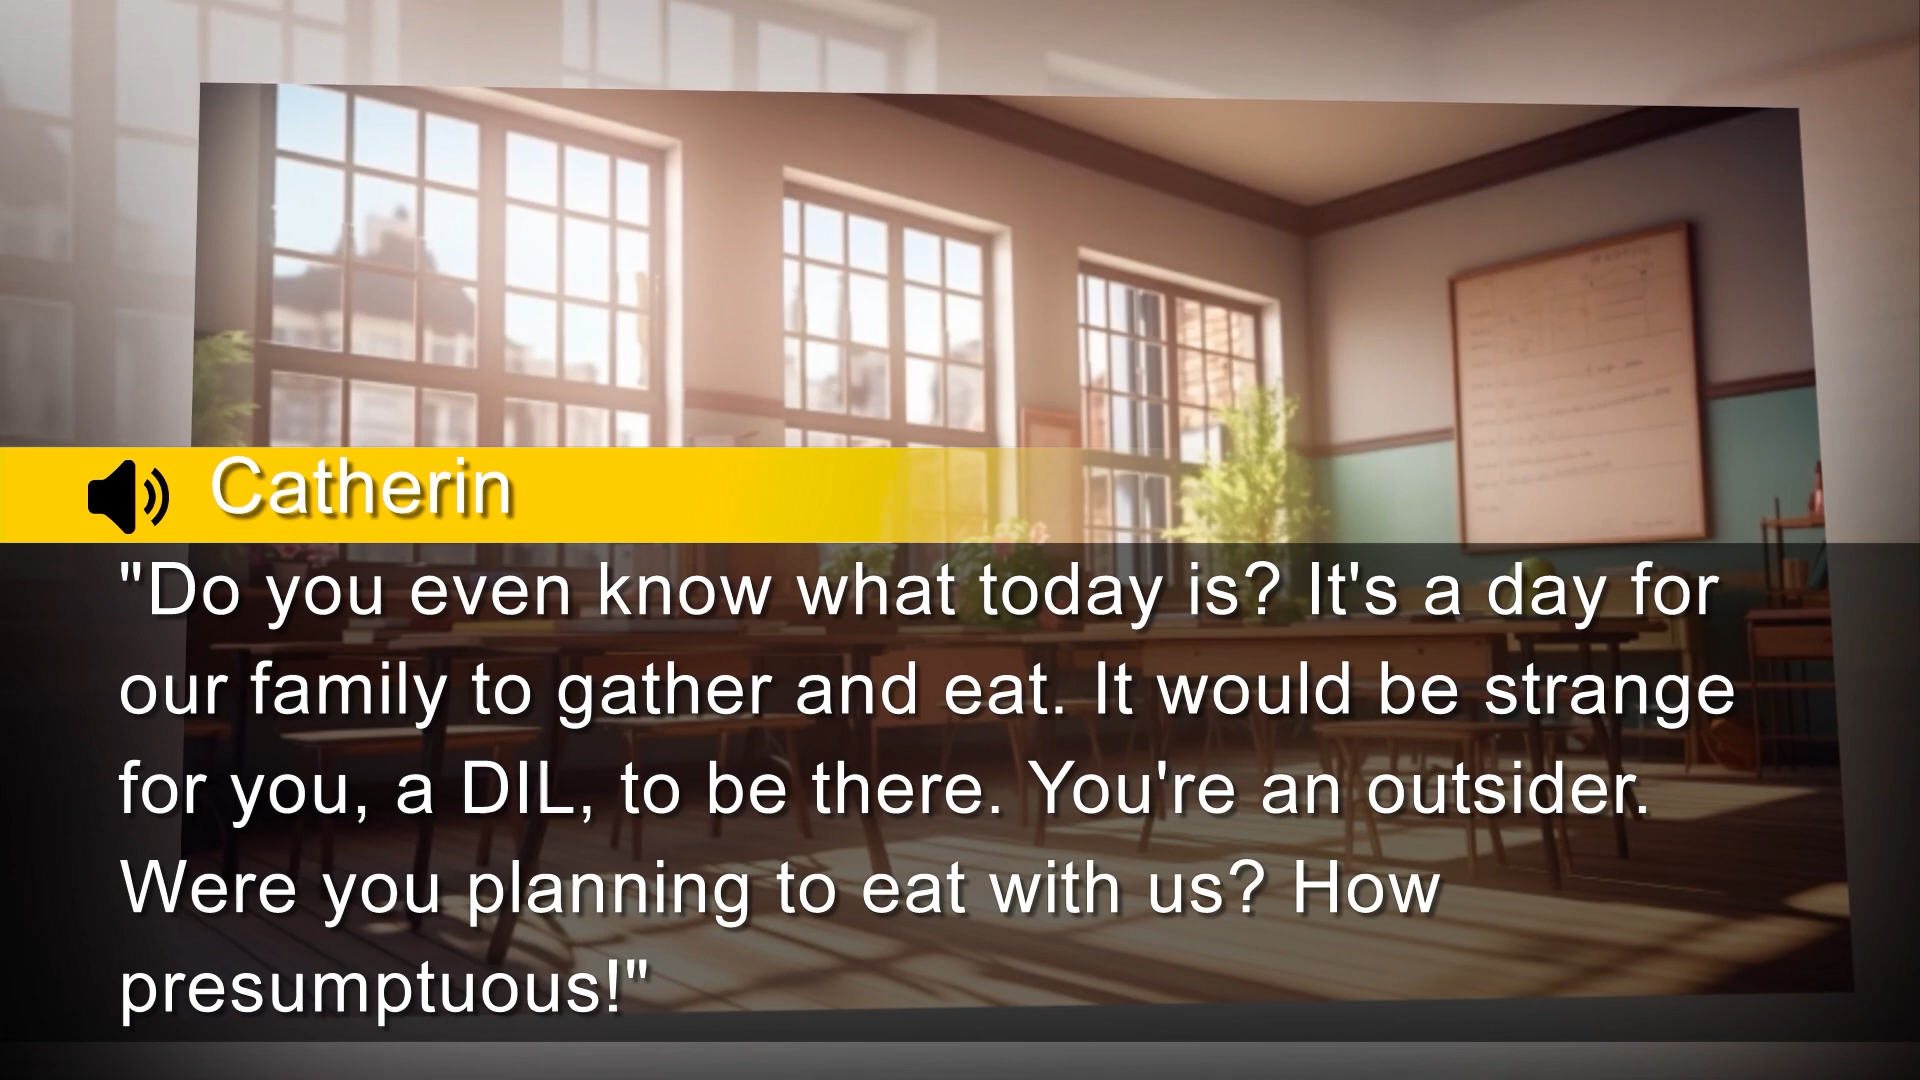 Catherin
"Do you even know what today is? It's a day for
our family to gather and eat. It would be strange
for you, a DIL, to be there. You're an outsider.
Were you planning to eat with us? How
presumptuous!"